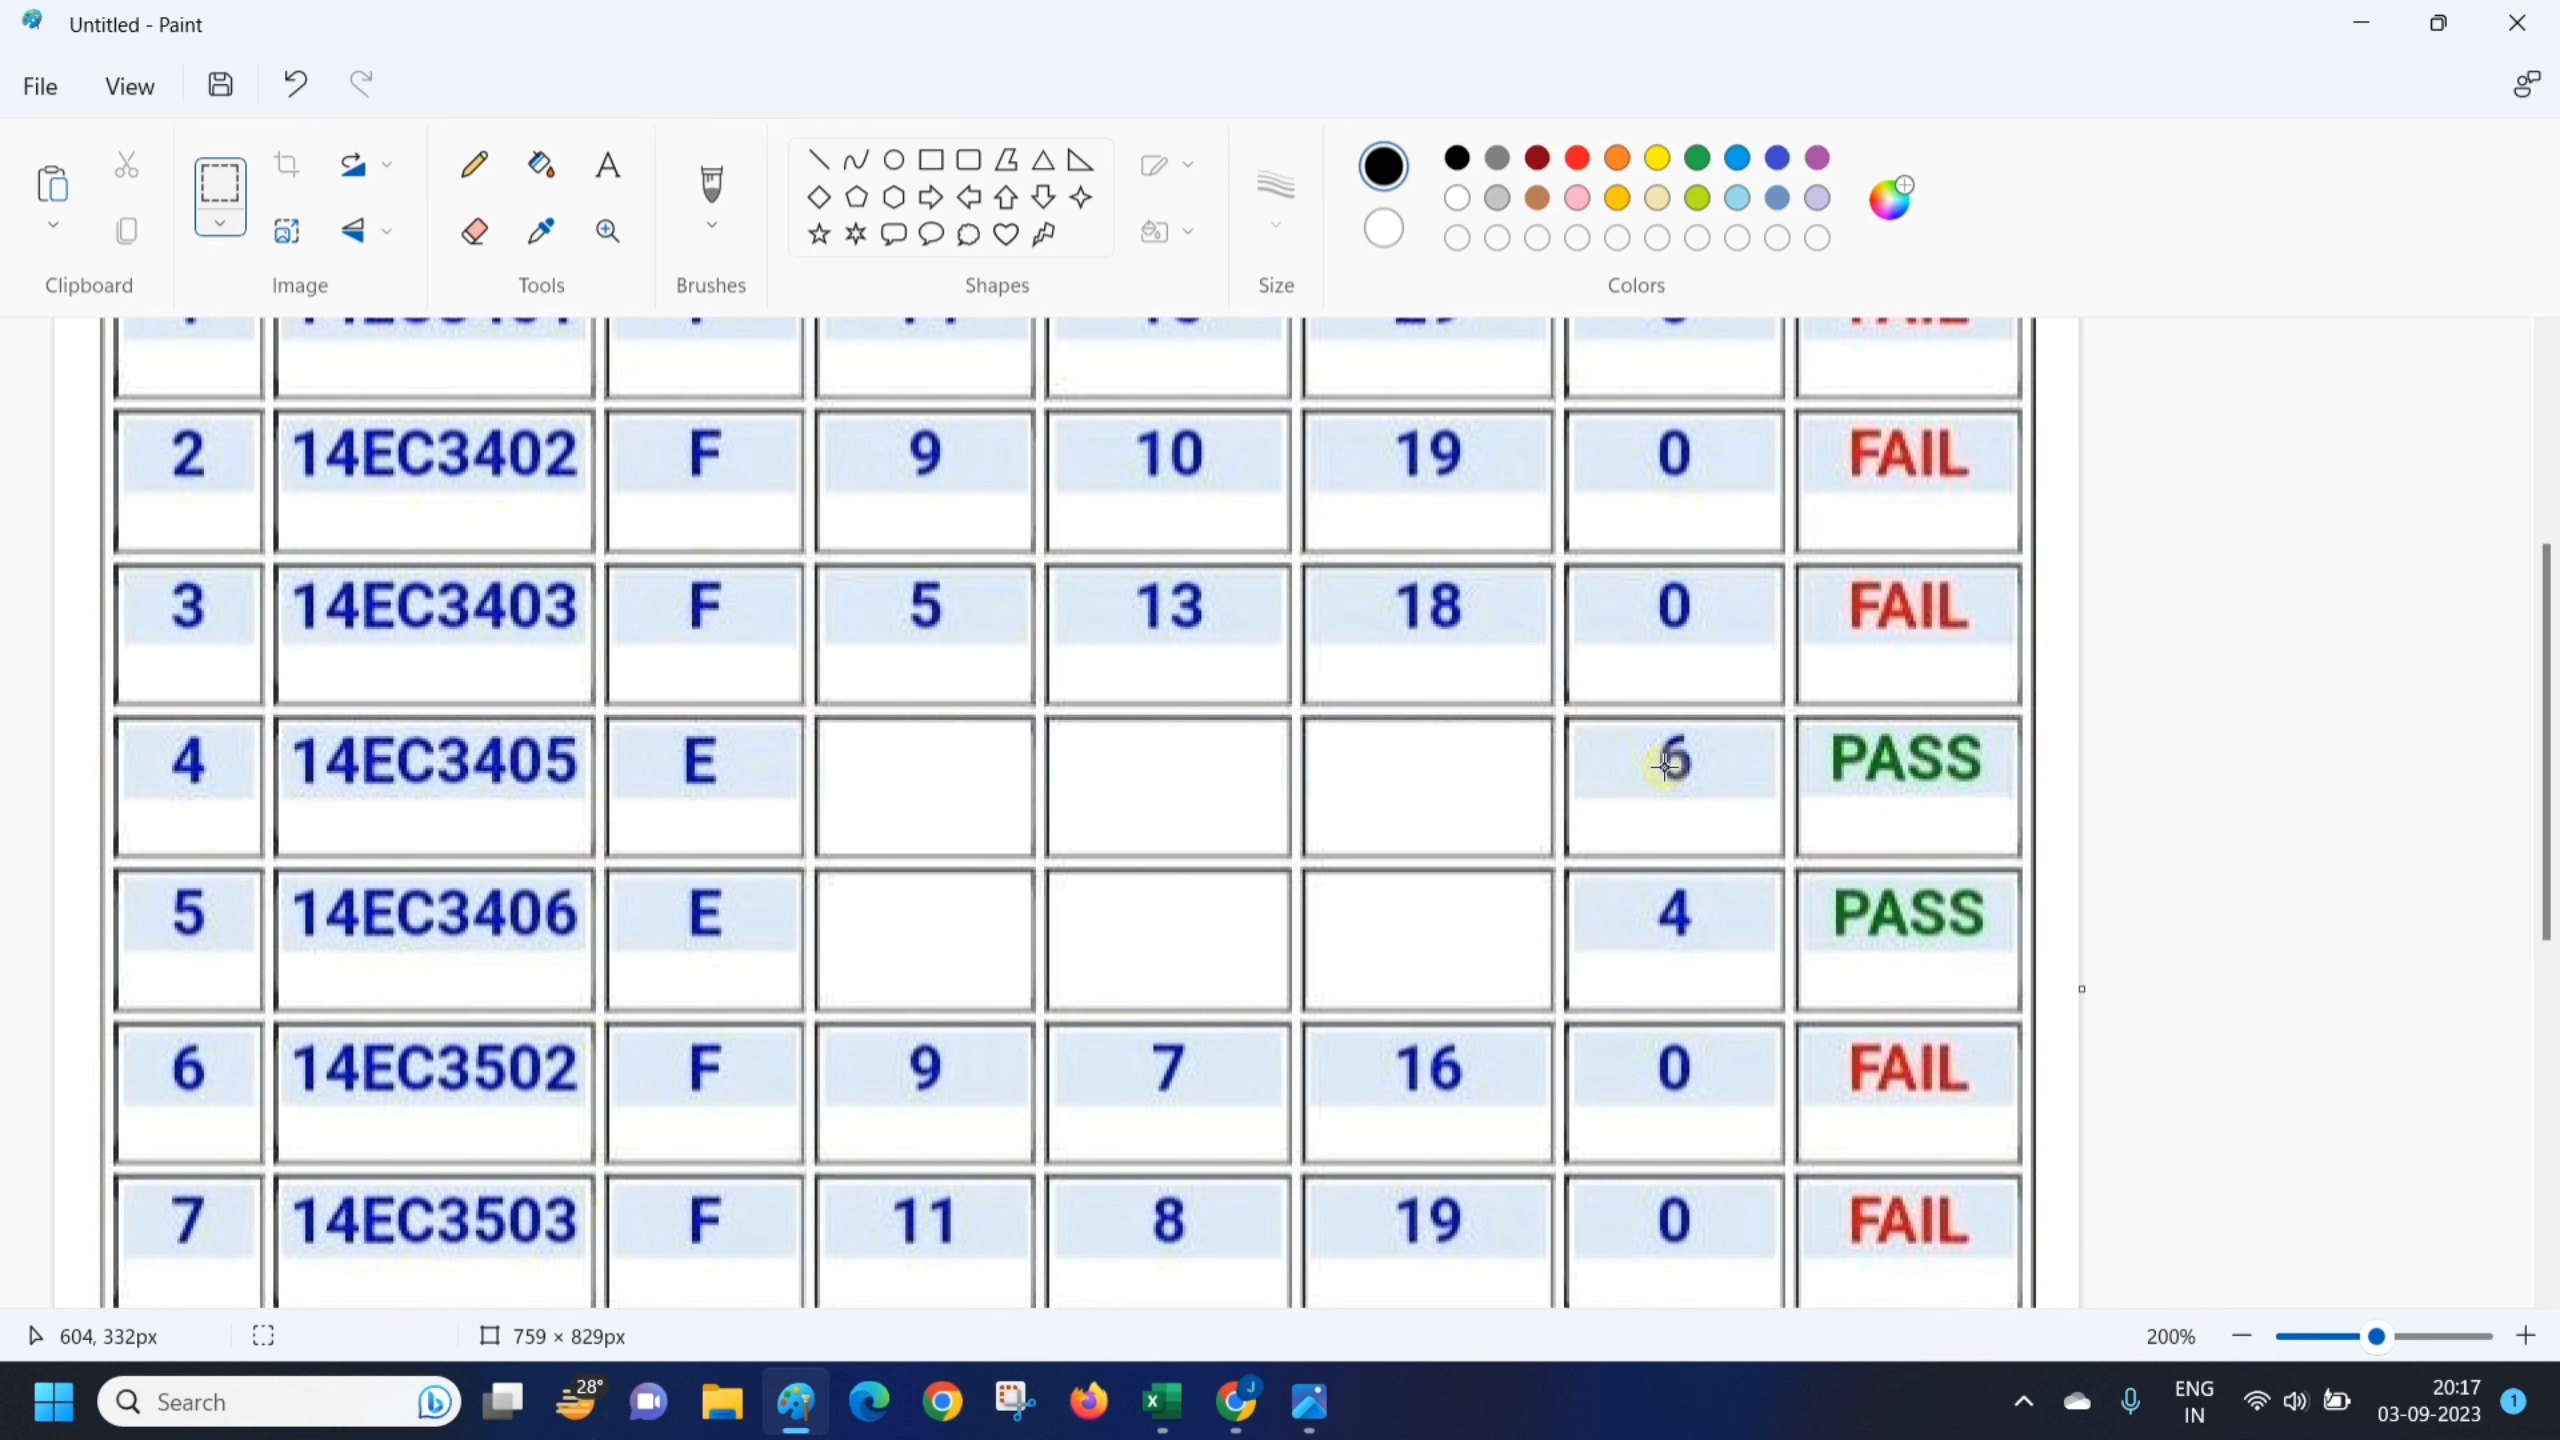 Untitled - Paint
File View
Clipboard Image Tools Brushes Shapes Size Colors
2 14EC3402 F 9 10 19 0 FAIL
3 14EC3403 F 5 13 18 0 FAIL
4 14EC3405 E 6 PASS
5 14EC3406 E 4 PASS
6 14EC3502 F 9 7 16 0 FAIL
7 14EC3503 F 11 8 19 0 FAIL
604, 332px 759 × 829px 200%
Search 28° J ENG 20:17
IN 03-09-2023 1